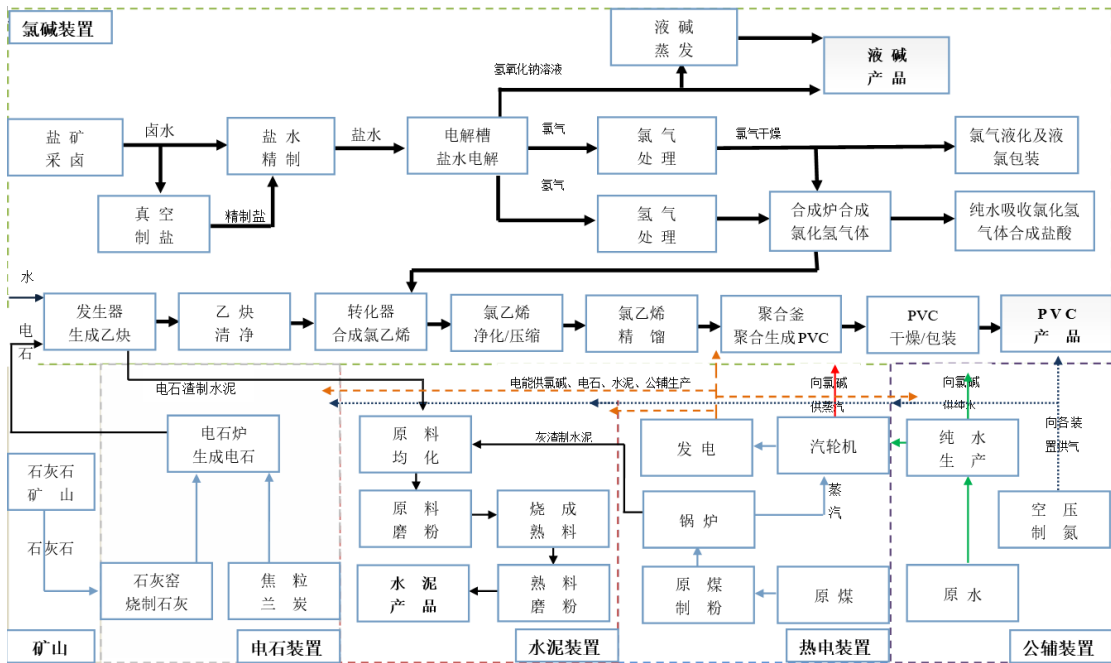 氯碱装置
液 碱
蒸 发
液 碱
产 品
氢氧化钠溶液
盐 矿
采 卤
卤水
盐 水
精 制
盐水
电解槽
盐水电解
氯气
氯 气
处 理
氯气干燥
氯气液化及液
氯包装
真 空
制 盐
精制盐
氢气
氢 气
处 理
合成炉合成
氯化氢气体
纯水吸收氯化氢
气体合成盐酸
水
发生器
生成乙炔
乙 炔
清 净
转化器
合成氯乙烯
氯乙烯
净化/压缩
氯乙烯
精 馏
聚合釜
聚合生成PVC
PVC
干燥/包装
PVC
产 品
电
石
电石渣制水泥
电能供氯碱、电石、水泥、公辅生产
向氯碱
供蒸汽
向氯碱
供纯水
向各装
置供气
电石炉
生成电石
原 料
均 化
灰渣制水泥
发 电
汽轮机
纯 水
生 产
石灰石
矿 山
原 料
磨 粉
烧 成
熟 料
锅 炉
蒸
汽
空 压
制 氮
石灰石
石灰窑
烧制石灰
焦 粒
兰 炭
水 泥
产 品
熟 料
磨 粉
原 煤
制 粉
原 煤
原 水
矿山
电石装置
水泥装置
热电装置
公辅装置